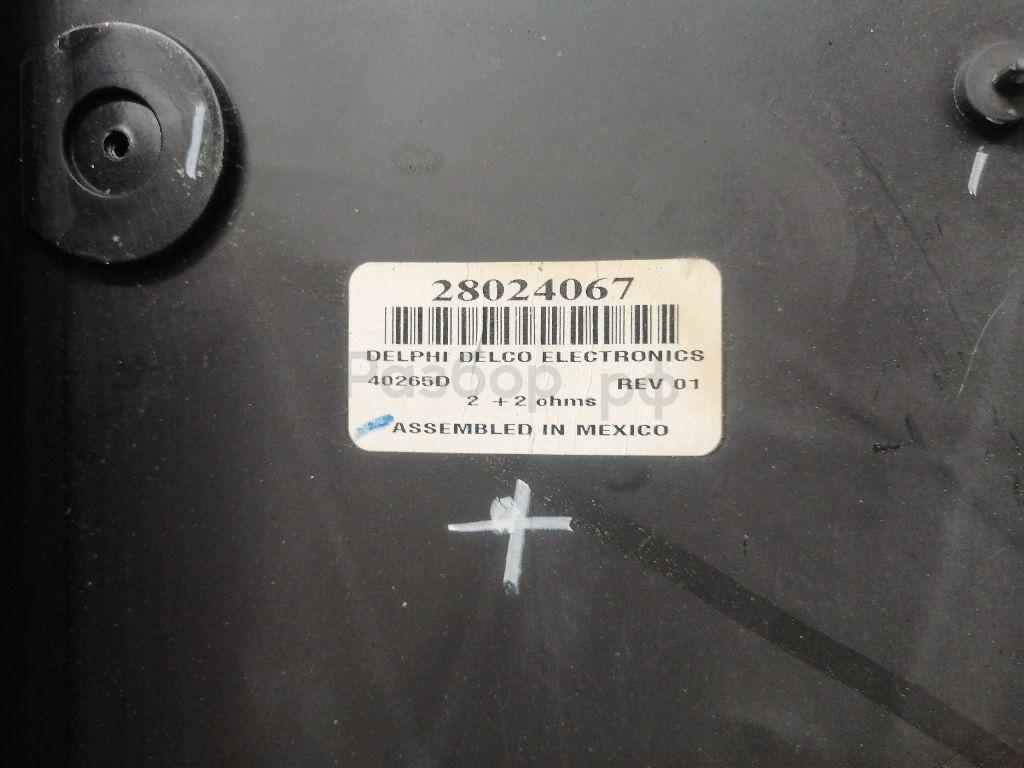 28024067
DELPHI DELCO ELECTRONICS
40265D REV 01
2 +2 ohms
ASSEMBLED IN MEXICO
Разбор.рф